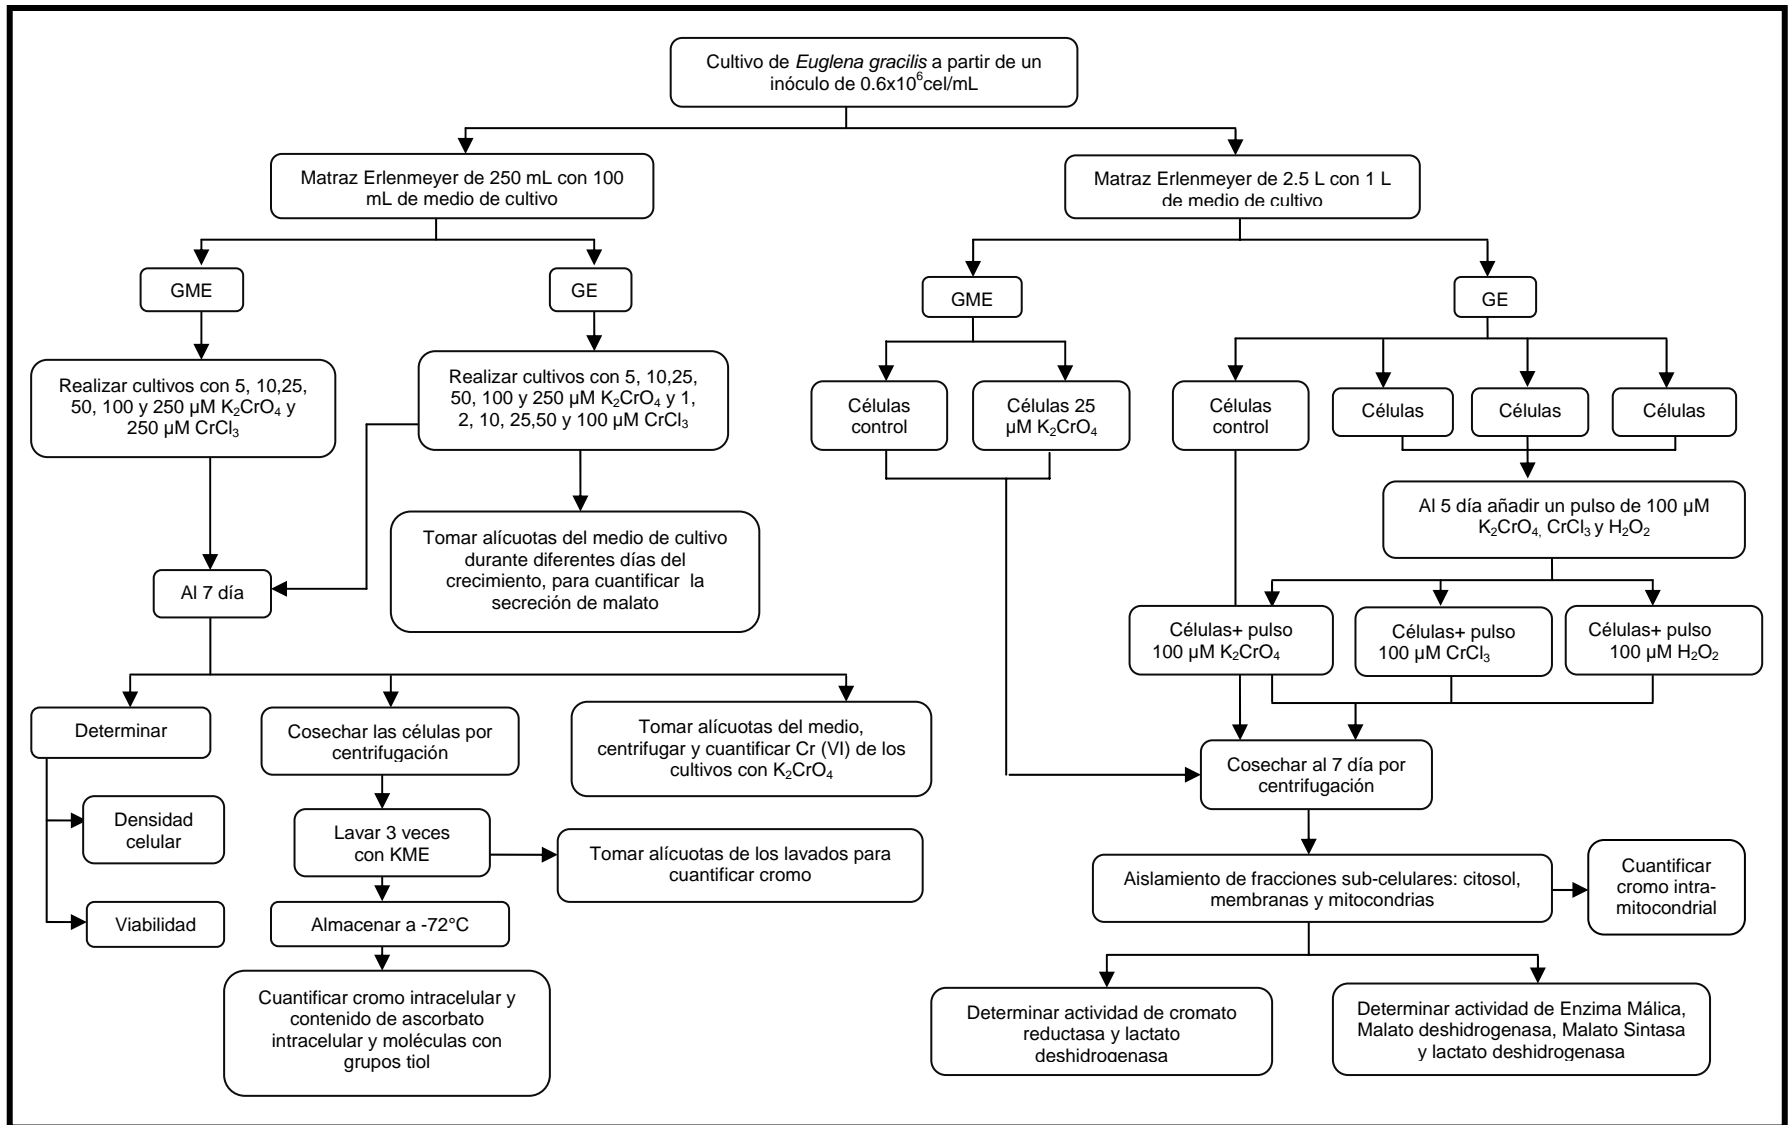 Cultivo de Euglena gracilis a partir de un
inóculo de 0.6x10⁶cel/mL
Matraz Erlenmeyer de 250 mL con 100
mL de medio de cultivo
Matraz Erlenmeyer de 2.5 L con 1 L
de medio de cultivo
GME
GE
GME
GE
Realizar cultivos con 5, 10,25,
50, 100 y 250 µM K₂CrO₄ y
250 µM CrCl₃
Realizar cultivos con 5, 10,25,
50, 100 y 250 µM K₂CrO₄ y 1,
2, 10, 25,50 y 100 µM CrCl₃
Células
control
Células 25
µM K₂CrO₄
Células
control
Células
Células
Células
Al 5 día añadir un pulso de 100 µM
K₂CrO₄, CrCl₃ y H₂O₂
Tomar alícuotas del medio de cultivo
durante diferentes días del
crecimiento, para cuantificar la
secreción de malato
Al 7 día
Células+ pulso
100 µM K₂CrO₄
Células+ pulso
100 µM CrCl₃
Células+ pulso
100 µM H₂O₂
Determinar
Cosechar las células por
centrifugación
Tomar alícuotas del medio,
centrifugar y cuantificar Cr (VI) de los
cultivos con K₂CrO₄
Cosechar al 7 día por
centrifugación
Densidad
celular
Lavar 3 veces
con KME
Tomar alícuotas de los lavados para
cuantificar cromo
Aislamiento de fracciones sub-celulares: citosol,
membranas y mitocondrias
Cuantificar
cromo intra-
mitocondrial
Viabilidad
Almacenar a -72°C
Cuantificar cromo intracelular y
contenido de ascorbato
intracelular y moléculas con
grupos tiol
Determinar actividad de cromato
reductasa y lactato
deshidrogenasa
Determinar actividad de Enzima Málica,
Malato deshidrogenasa, Malato Sintasa
y lactato deshidrogenasa